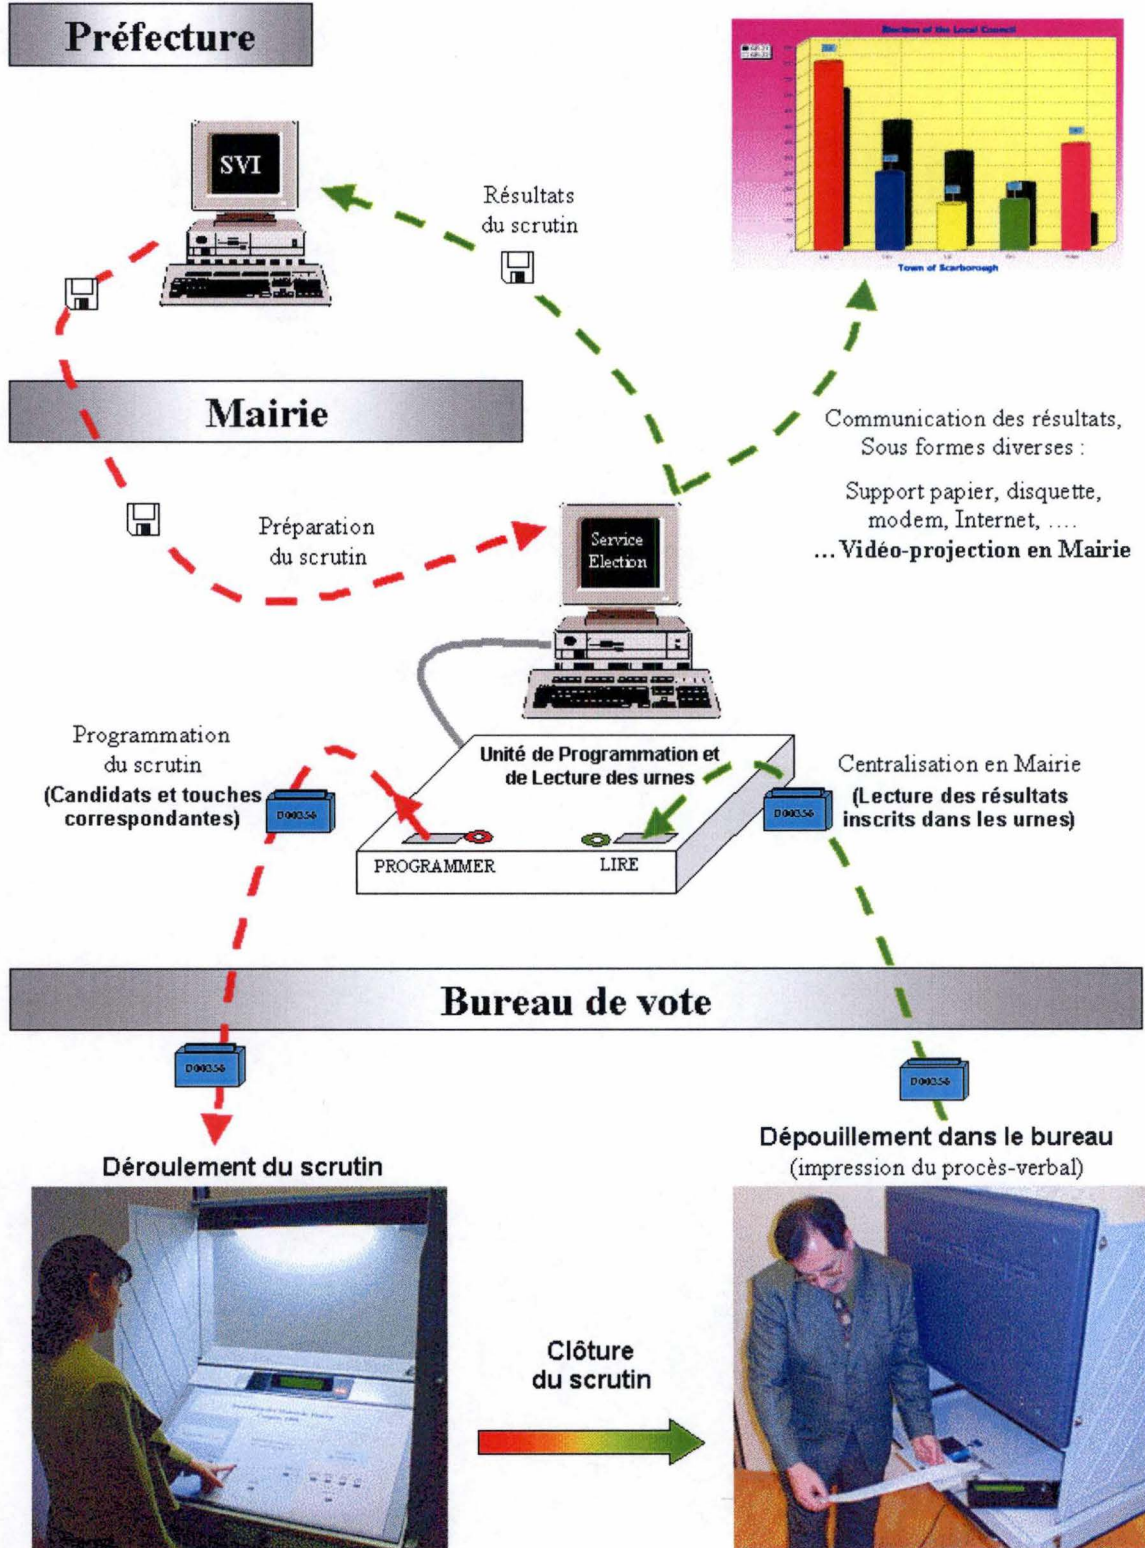 Préfecture
SVI
Résultats
du scrutin
Election of the Local Council
Town of Scarborough
Mairie
Communication des résultats,
Sous formes diverses :
Support papier, disquette,
modem, Internet, ....
... Vidéo-projection en Mairie
Préparation
du scrutin
Service
Election
Programmation
du scrutin
(Candidats et touches
correspondantes)
D00356
Unité de Programmation et
de Lecture des urnes
PROGRAMMER
LIRE
D00356
Centralisation en Mairie
(Lecture des résultats
inscrits dans les urnes)
Bureau de vote
D00356
D00356
Déroulement du scrutin
Dépouillement dans le bureau
(impression du procès-verbal)
Clôture
du scrutin